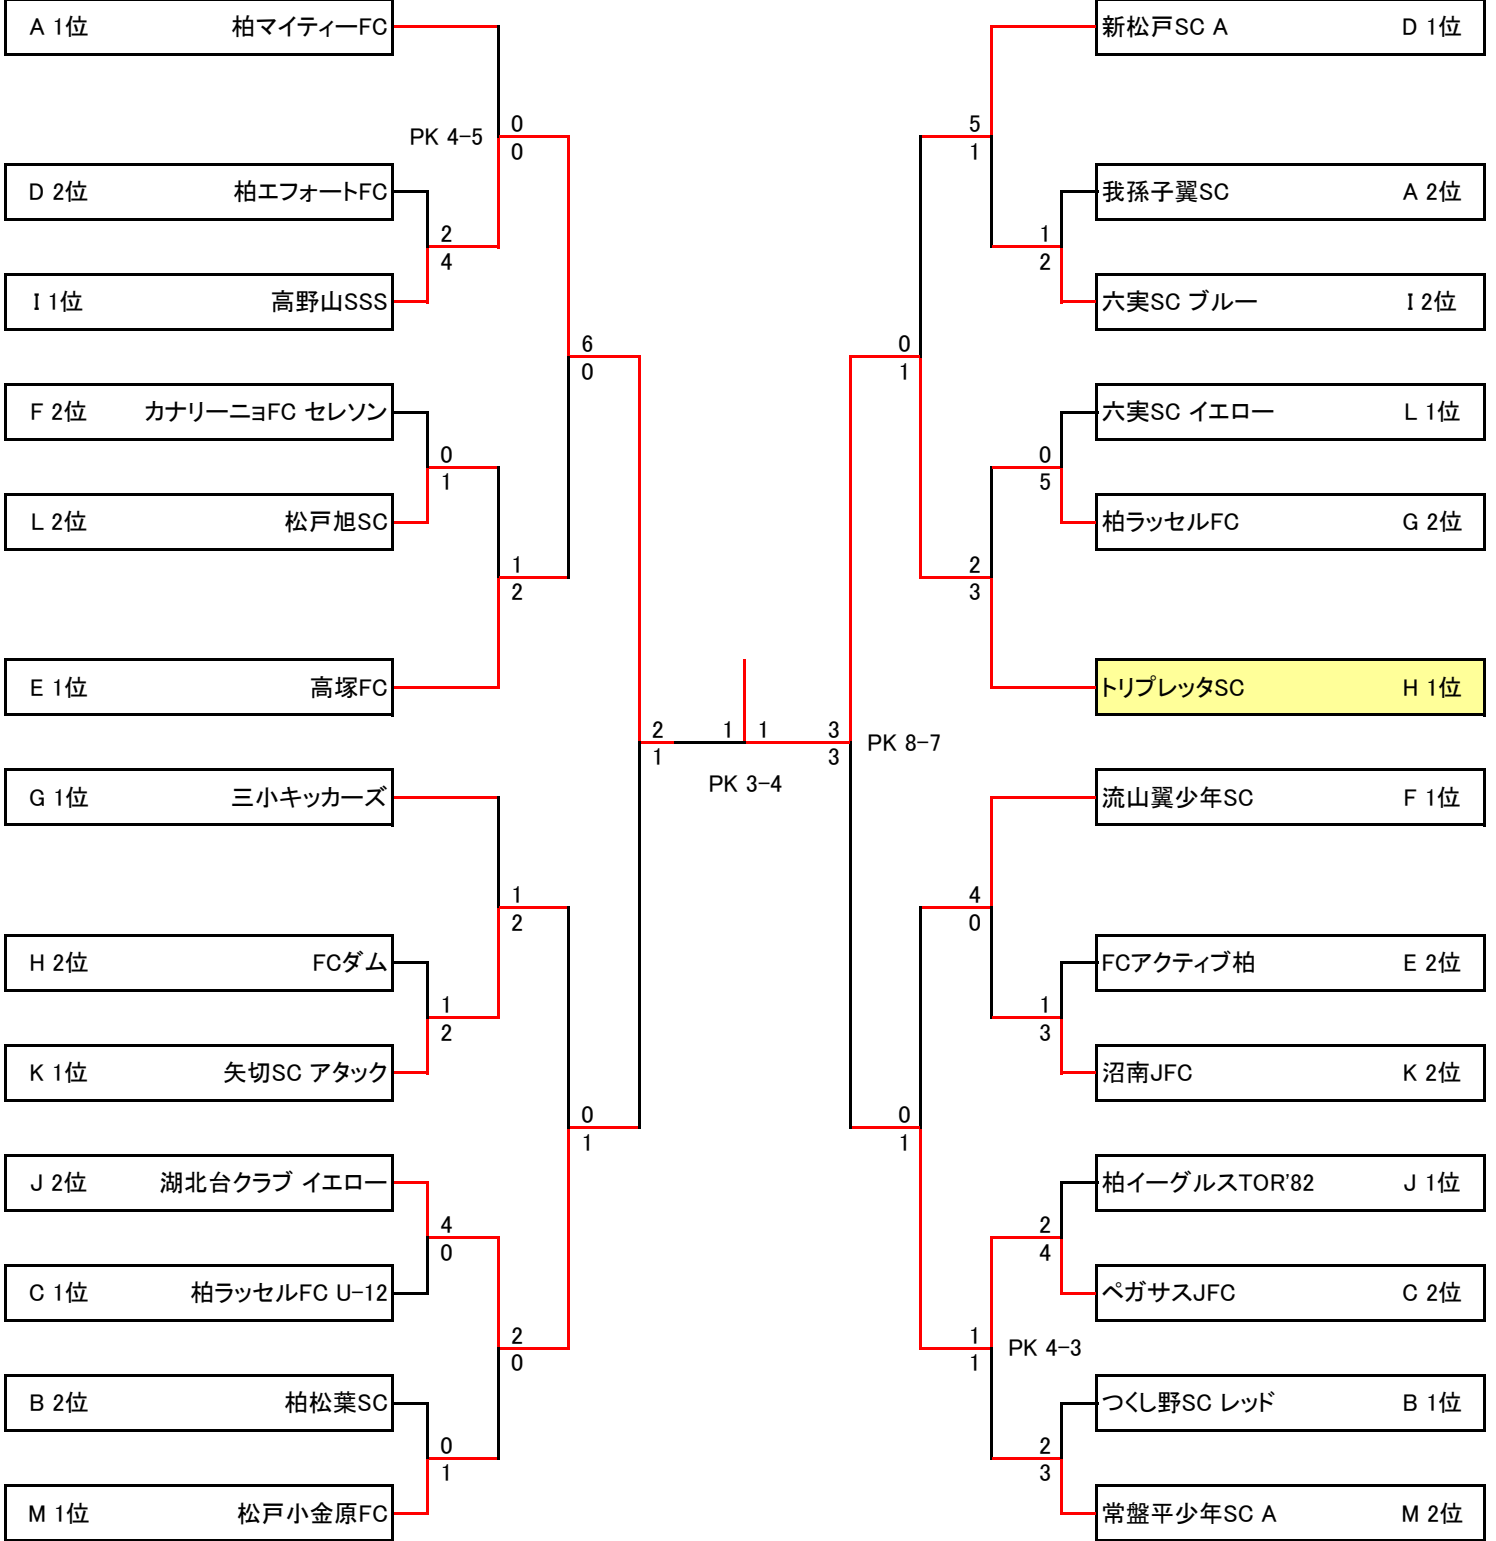 A 1位 柏マイティーFC
新松戸SC A D 1位
0
5
PK 4-5
0
1
D 2位 柏エフォートFC
我孫子翼SC A 2位
2
1
4
2
I 1位 高野山SSS
六実SC ブルー I 2位
6
0
0
1
F 2位 カナリーニョFC セレソン
六実SC イエロー L 1位
0
0
1
5
L 2位 松戸旭SC
柏ラッセルFC G 2位
1
2
2
3
E 1位 高塚FC
トリプレッタSC H 1位
2 1 1 3
PK 8-7
1 3
PK 3-4
G 1位 三小キッカーズ
流山翼少年SC F 1位
1
4
2
0
H 2位 FCダム
FCアクティブ柏 E 2位
1
1
2
3
K 1位 矢切SC アタック
沼南JFC K 2位
0
0
1
1
J 2位 湖北台クラブ イエロー
柏イーグルスTOR'82 J 1位
4
2
0
4
C 1位 柏ラッセルFC U-12
ペガサスJFC C 2位
2
1
PK 4-3
0
1
B 2位 柏松葉SC
つくし野SC レッド B 1位
0
2
1
3
M 1位 松戸小金原FC
常盤平少年SC A M 2位